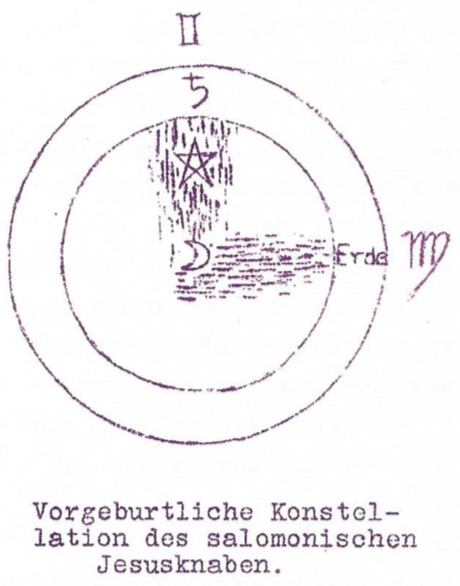 ♊
♄
Erde ♍
Vorgeburtliche Konstel-
lation des salomonischen
Jesusknaben.